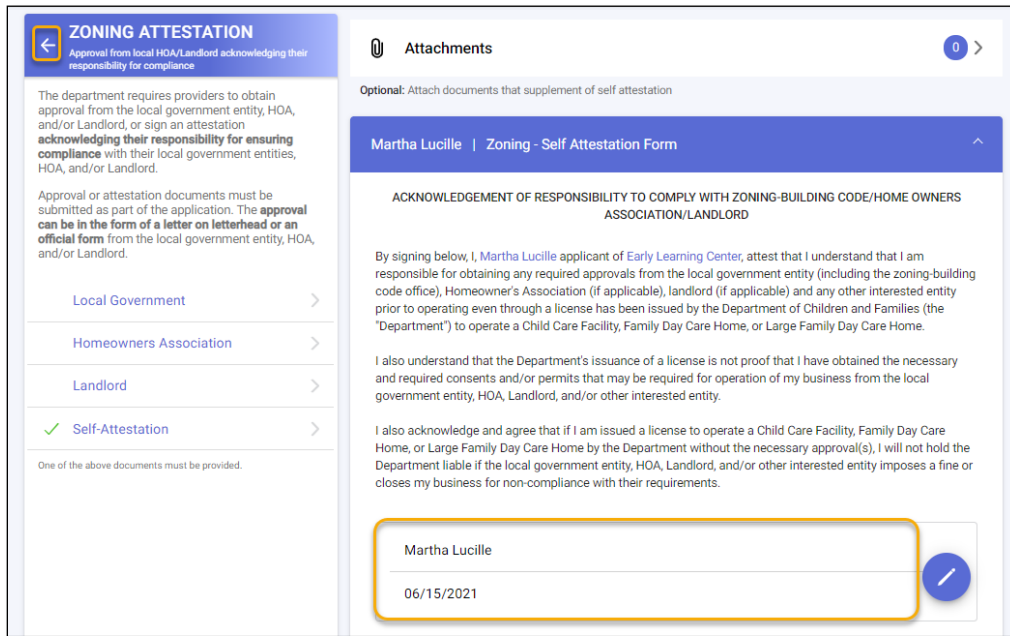 ZONING ATTESTATION
Approval from local HOA/Landlord acknowledging their
responsibility for compliance
The department requires providers to obtain
approval from the local government entity, HOA,
and/or Landlord, or sign an attestation
acknowledging their responsibility for ensuring
compliance with their local government entities,
HOA, and/or Landlord.
Approval or attestation documents must be
submitted as part of the application. The approval
can be in the form of a letter on letterhead or an
official form from the local government entity, HOA,
and/or Landlord.
Local Government
Homeowners Association
Landlord
Self-Attestation
One of the above documents must be provided.
Attachments
0
Optional: Attach documents that supplement of self attestation
Martha Lucille | Zoning - Self Attestation Form
ACKNOWLEDGEMENT OF RESPONSIBILITY TO COMPLY WITH ZONING-BUILDING CODE/HOME OWNERS
ASSOCIATION/LANDLORD
By signing below, I, Martha Lucille applicant of Early Learning Center, attest that I understand that I am
responsible for obtaining any required approvals from the local government entity (including the zoning-building
code office), Homeowner's Association (if applicable), landlord (if applicable) and any other interested entity
prior to operating even through a license has been issued by the Department of Children and Families (the
"Department") to operate a Child Care Facility, Family Day Care Home, or Large Family Day Care Home.
I also understand that the Department's issuance of a license is not proof that I have obtained the necessary
and required consents and/or permits that may be required for operation of my business from the local
government entity, HOA, Landlord, and/or other interested entity.
I also acknowledge and agree that if I am issued a license to operate a Child Care Facility, Family Day Care
Home, or Large Family Day Care Home by the Department without the necessary approval(s), I will not hold the
Department liable if the local government entity, HOA, Landlord, and/or other interested entity imposes a fine or
closes my business for non-compliance with their requirements.
Martha Lucille
06/15/2021